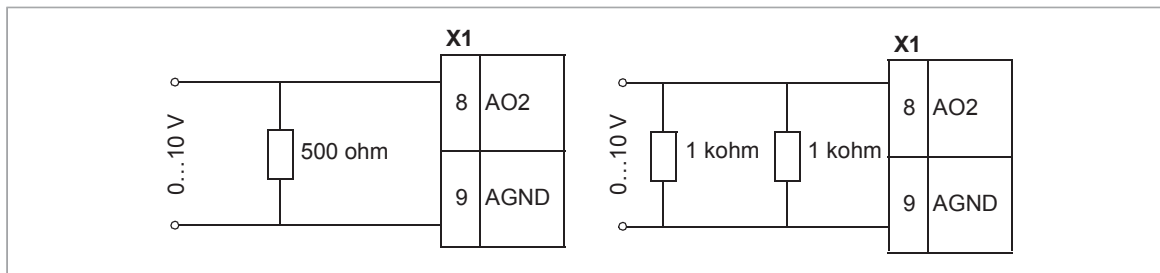 X1
8 AO2
0…10 V
500 ohm
9 AGND
X1
8 AO2
0…10 V
1 kohm
1 kohm
9 AGND